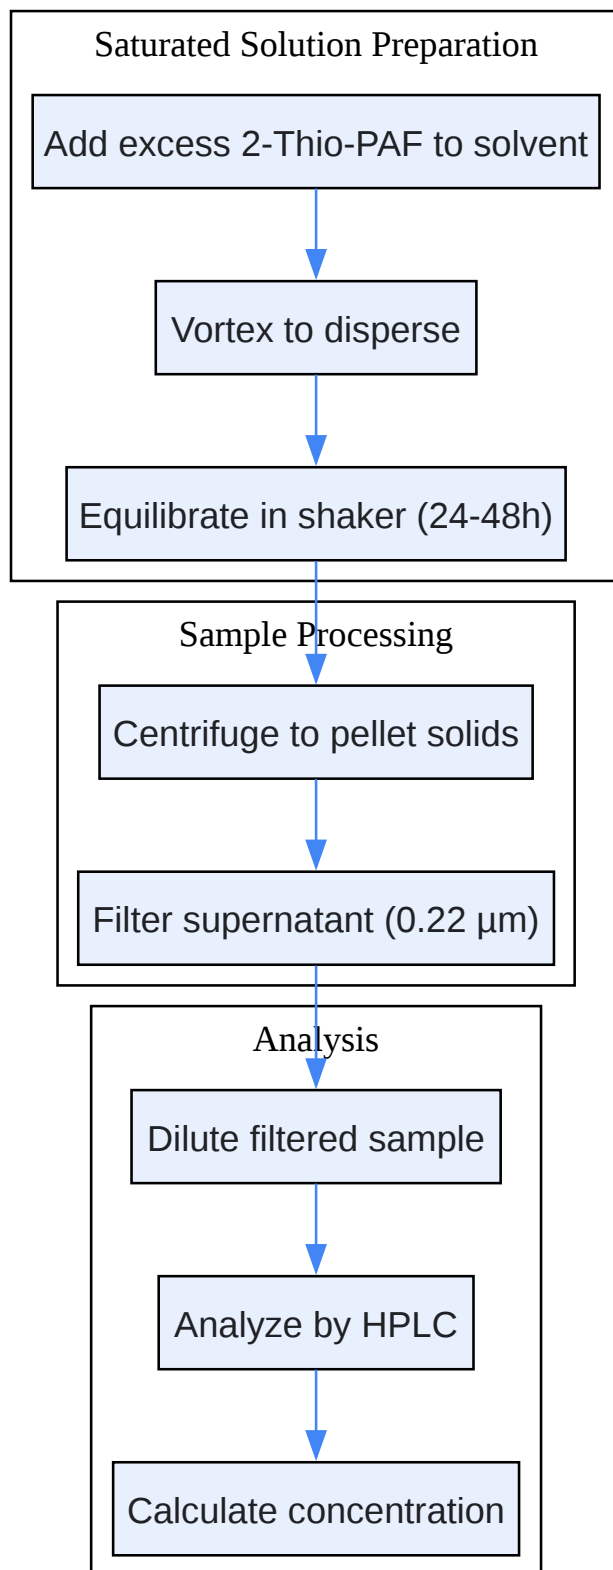 Saturated Solution Preparation
Add excess 2-Thio-PAF to solvent
Vortex to disperse
Equilibrate in shaker (24-48h)
Sample Processing
Centrifuge to pellet solids
Filter supernatant (0.22 µm)
Analysis
Dilute filtered sample
Analyze by HPLC
Calculate concentration